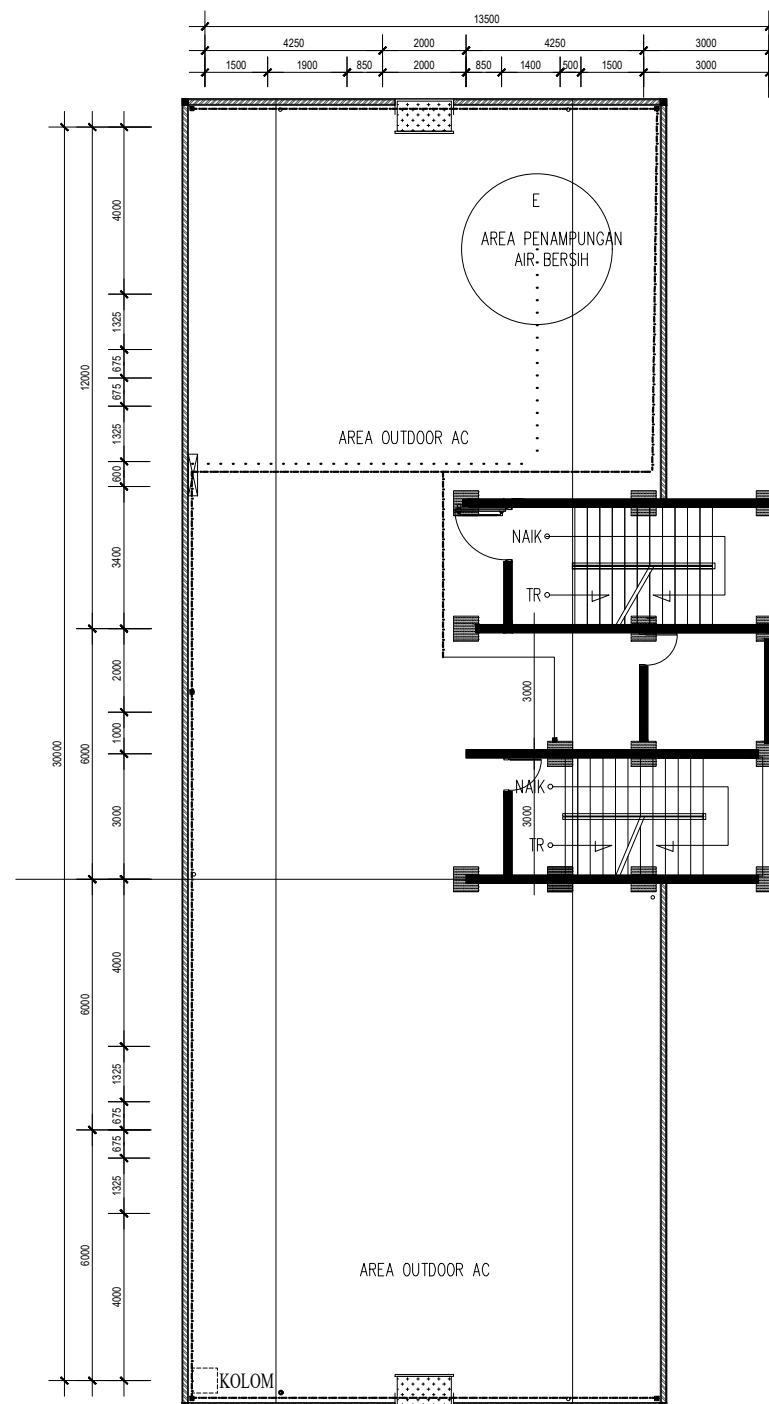 13500
4250 2000 4250 3000
1500 1900 850 2000 850 1400 500 1500 3000
E
AREA PENAMPUNGAN
AIR BERSIH
AREA OUTDOOR AC
NAIK
TR
3000
NAIK
3000
TR
AREA OUTDOOR AC
KOLOM
30000
12000
6000
6000
6000
4000
1325
675
675
1325
600
3400
2000
1000
3000
4000
1325
675
675
1325
4000